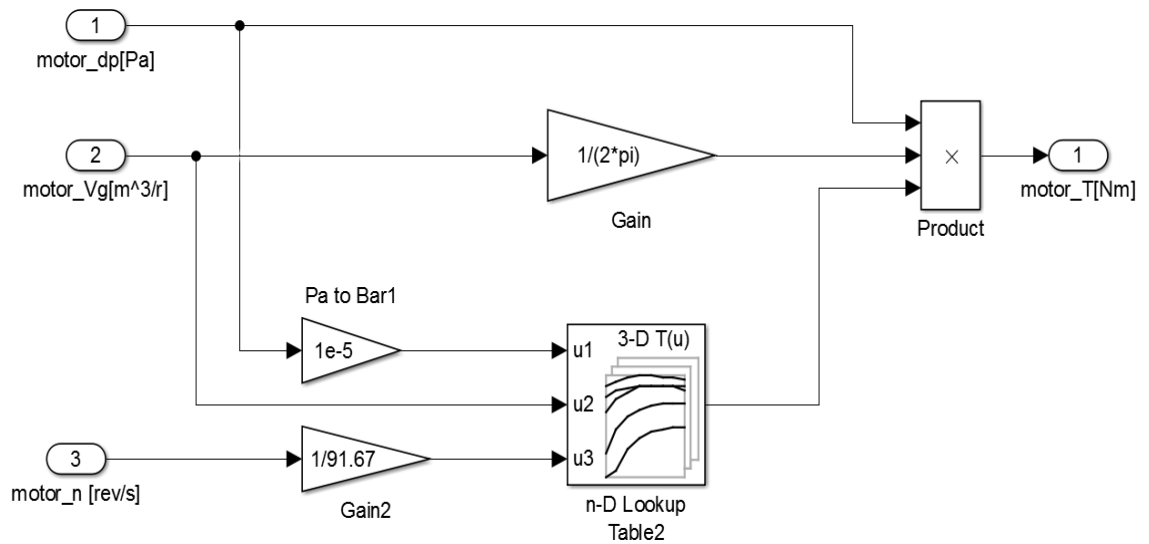 1
motor_dp[Pa]
2
motor_Vg[m^3/r]
1/(2*pi)
Gain
×
Product
1
motor_T[Nm]
Pa to Bar1
1e-5
3-D T(u)
u1
u2
u3
n-D Lookup
Table2
3
motor_n [rev/s]
1/91.67
Gain2